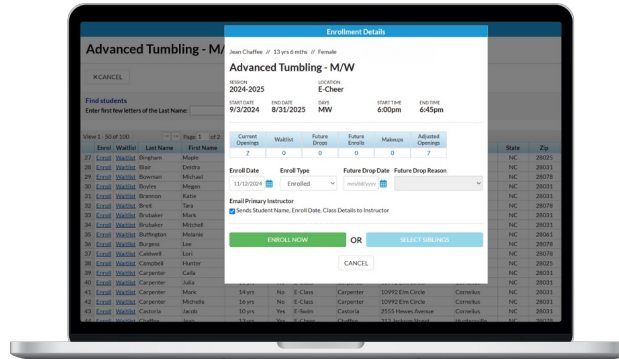 Enrollment Details
Advanced Tumbling - M/
Jean Chaffee // 13 yrs 6 mths // Female
Advanced Tumbling - M/W
SESSION LOCATION
2024-2025 E-Cheer
START DATE END DATE DAYS START TIME END TIME
9/3/2024 8/31/2025 MW 6:00pm 6:45pm
×CANCEL
Find students
Enter first few letters of the Last Name:
View 1 - 50 of 100 Page 1 of 2
Current Openings Waitlist Future Drops Future Enrolls Makeups Adjusted Openings
2 0 0 0 0 7
Enroll Date Enroll Type Future Drop Date Future Drop Reason
11/12/2024 Enrolled mm/dd/yyyy
Email Primary Instructor
Sends Student Name, Enroll Date, Class Details to Instructor
ENROLL NOW OR SELECT SIBLINGS
CANCEL
Enrol Waitlist Last Name First Name State Zip
27 Enroll Waitlist Bingham Mapie NC 28025
28 Enroll Waitlist Blair NC 28031
29 Enroll Waitlist Bowman Michael NC 28078
30 Enroll Waitlist Boyles Megan NC 28031
31 Enroll Waitlist Brannon Katie NC 28031
32 Enroll Waitlist Brant Tara NC 28078
33 Enroll Waitlist Brubaker Mark NC 28031
34 Enroll Waitlist Brubaker Mitchell NC 28031
35 Enroll Waitlist Buffington Melanie NC 28061
36 Enroll Waitlist Burgess Lee NC 28078
37 Enroll Waitlist Caldwell Lori NC 28078
38 Enroll Waitlist Campbell Hunter NC 28025
39 Enroll Waitlist Carpenter Caila NC 28031
40 Enroll Waitlist Carpenter Julia NC 28031
41 Enroll Waitlist Carpenter Mark 14 yrs No E-Class Carpenter 10992 Elm Circle Cornelius NC 28031
42 Enroll Waitlist Carpenter Michelle 16 yrs No E-Class Carpenter 10992 Elm Circle Cornelius NC 28031
43 Enroll Waitlist Castoria Jacob 10 yrs Yes E-Swim Castoria 2555 Hewes Avenue Cornelius NC 28031